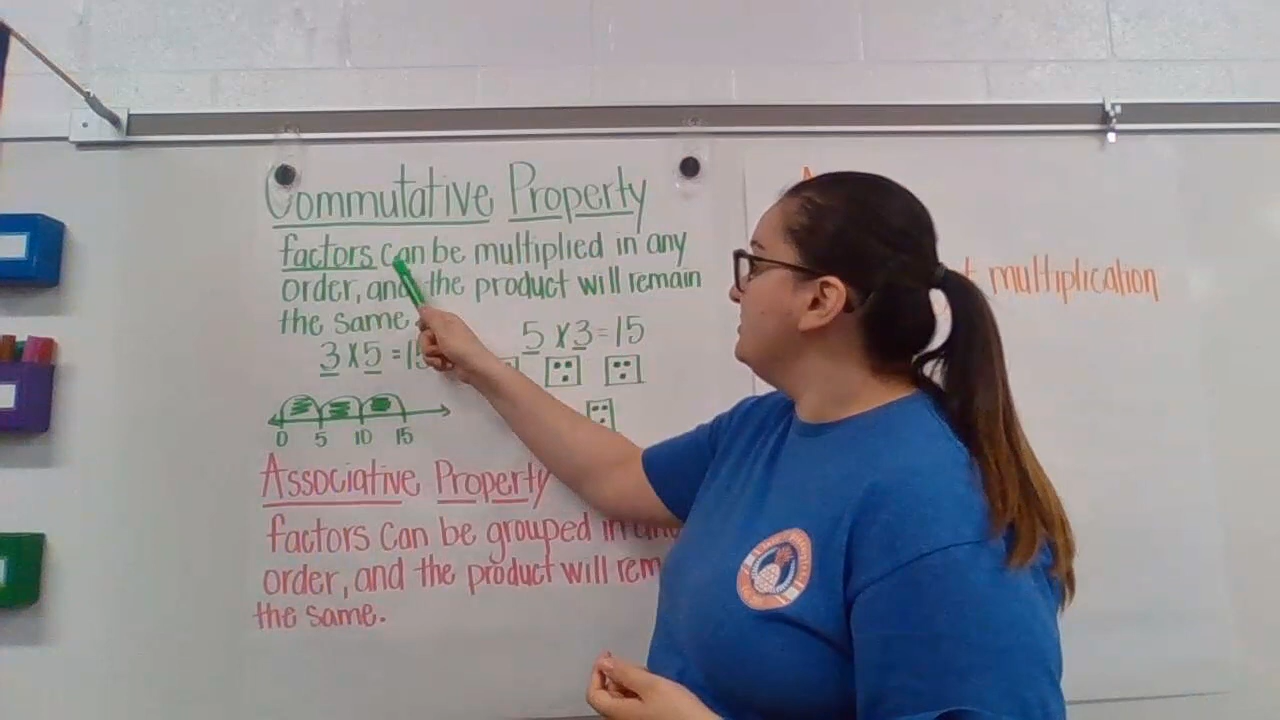 Commutative Property
factors can be multiplied in any
order, and the product will remain
the same
3 x 5 = 15
5 x 3 = 15
0 5 10 15
Associative Property
factors can be grouped in
order, and the product will
the same.
multiplication